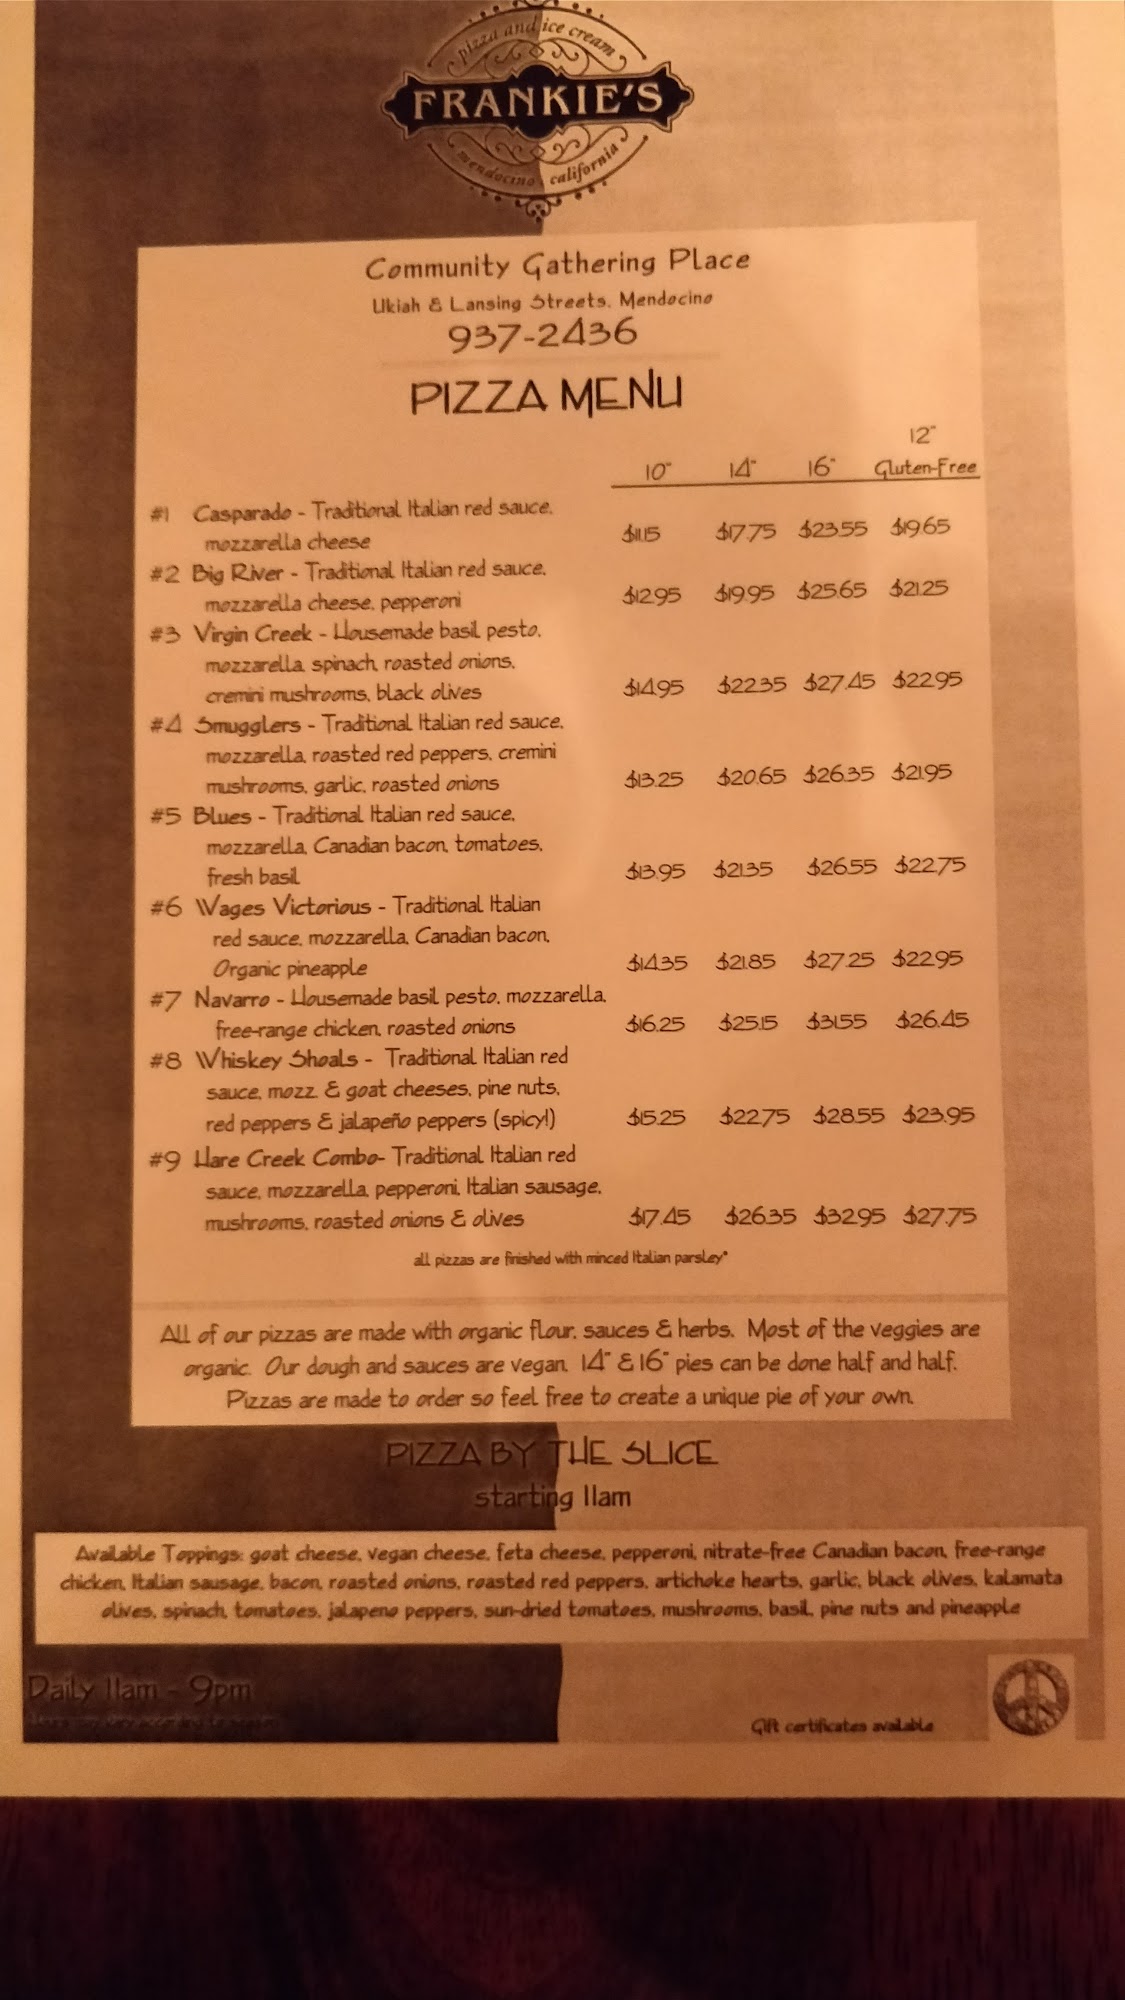 pizza and ice cream
FRANKIE'S
mendocino california
Community Gathering Place
Ukiah & Lansing Streets, Mendocino
937-2436
PIZZA MENU
12"
10" 14" 16" Gluten-Free
#1 Casparado - Traditional Italian red sauce,
mozzarella cheese $11.15 $17.75 $23.55 $19.65
#2 Big River - Traditional Italian red sauce,
mozzarella cheese, pepperoni $12.95 $19.95 $25.65 $21.25
#3 Virgin Creek - Housemade basil pesto,
mozzarella, spinach, roasted onions,
cremini mushrooms, black olives $14.95 $22.35 $27.45 $22.95
#4 Smugglers - Traditional Italian red sauce,
mozzarella, roasted red peppers, cremini
mushrooms, garlic, roasted onions $13.25 $20.65 $26.35 $21.95
#5 Blues - Traditional Italian red sauce,
mozzarella, Canadian bacon, tomatoes,
fresh basil $13.95 $21.35 $26.55 $22.75
#6 Wages Victorious - Traditional Italian
red sauce, mozzarella, Canadian bacon,
Organic pineapple $14.35 $21.85 $27.25 $22.95
#7 Navarro - Housemade basil pesto, mozzarella,
free-range chicken, roasted onions $16.25 $25.15 $31.55 $26.45
#8 Whiskey Shoals - Traditional Italian red
sauce, mozz. & goat cheeses, pine nuts,
red peppers & jalapeño peppers (spicy!) $15.25 $22.75 $28.55 $23.95
#9 Hare Creek Combo- Traditional Italian red
sauce, mozzarella, pepperoni, Italian sausage,
mushrooms, roasted onions & olives $17.45 $26.35 $32.95 $27.75
all pizzas are finished with minced Italian parsley*
All of our pizzas are made with organic flour, sauces & herbs. Most of the veggies are
organic. Our dough and sauces are vegan. 14" & 16" pies can be done half and half.
Pizzas are made to order so feel free to create a unique pie of your own.
PIZZA BY THE SLICE
starting 11am
Available Toppings: goat cheese, vegan cheese, feta cheese, pepperoni, nitrate-free Canadian bacon, free-range
chicken, Italian sausage, bacon, roasted onions, roasted red peppers, artichoke hearts, garlic, black olives, kalamata
olives, spinach, tomatoes, jalapeno peppers, sun-dried tomatoes, mushrooms, basil, pine nuts and pineapple
Daily 11am - 9pm
Gift certificates available